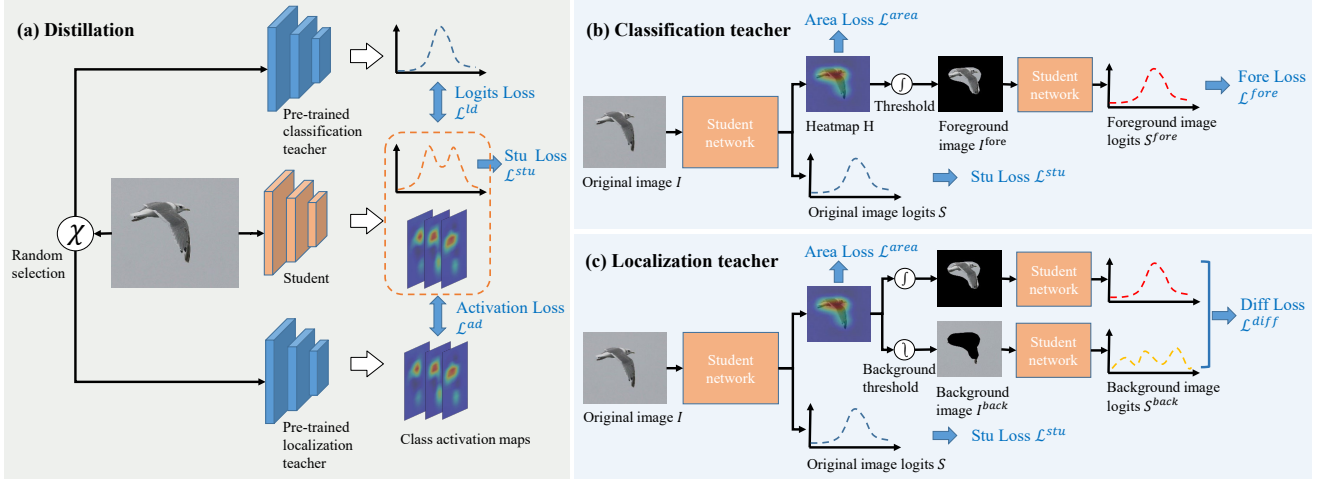 (a) Distillation
Pre-trained
classification
teacher
Logits Loss
ℒ^{ld}
Stu Loss
ℒ^{stu}
χ
Random
selection
Student
Activation Loss
ℒ^{ad}
Pre-trained
localization
teacher
Class activation maps
(b) Classification teacher
Area Loss ℒ^{area}
Original image I
Student
network
Heatmap H
∫
Threshold
Foreground
image I^{fore}
Student
network
Foreground image
logits S^{fore}
Fore Loss
ℒ^{fore}
Original image logits S
Stu Loss ℒ^{stu}
(c) Localization teacher
Area Loss ℒ^{area}
Original image I
Student
network
∫
Student
network
Background
threshold
Background
image I^{back}
Student
network
Background image
logits S^{back}
Diff Loss
ℒ^{diff}
Original image logits S
Stu Loss ℒ^{stu}